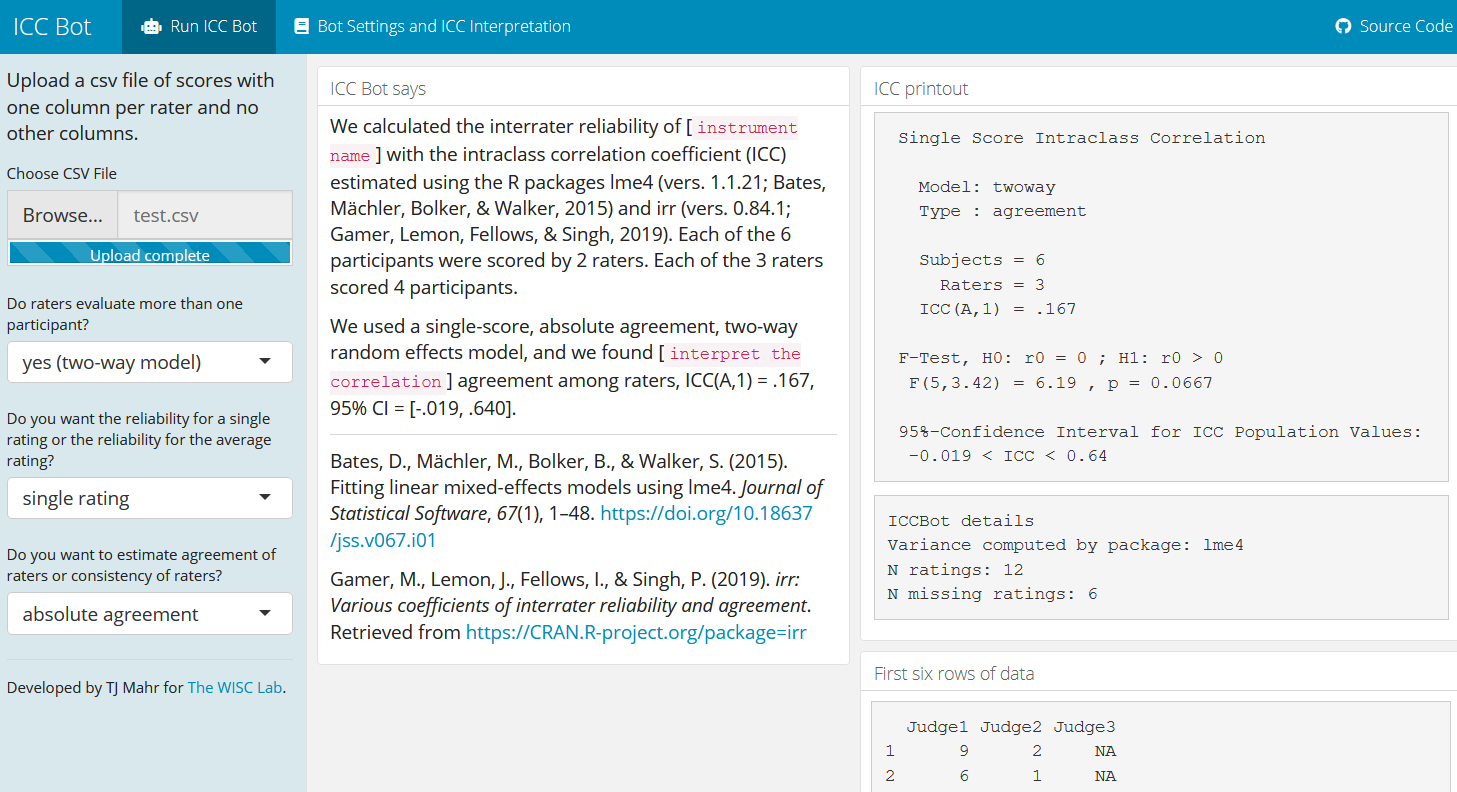 ICC Bot
Run ICC Bot
Bot Settings and ICC Interpretation
Source Code
Upload a csv file of scores with
one column per rater and no
other columns.
Choose CSV File
Browse...
test.csv
Upload complete
Do raters evaluate more than one
participant?
yes (two-way model)
Do you want the reliability for a single
rating or the reliability for the average
rating?
single rating
Do you want to estimate agreement of
raters or consistency of raters?
absolute agreement
Developed by TJ Mahr for The WISC Lab.
ICC Bot says
We calculated the interrater reliability of [ instrument
name ] with the intraclass correlation coefficient (ICC)
estimated using the R packages lme4 (vers. 1.1.21; Bates,
Mächler, Bolker, & Walker, 2015) and irr (vers. 0.84.1;
Gamer, Lemon, Fellows, & Singh, 2019). Each of the 6
participants were scored by 2 raters. Each of the 3 raters
scored 4 participants.
We used a single-score, absolute agreement, two-way
random effects model, and we found [ interpret the
correlation ] agreement among raters, ICC(A,1) = .167,
95% CI = [-.019, .640].
Bates, D., Mächler, M., Bolker, B., & Walker, S. (2015).
Fitting linear mixed-effects models using lme4. Journal of
Statistical Software, 67(1), 1–48. https://doi.org/10.18637
/jss.v067.i01
Gamer, M., Lemon, J., Fellows, I., & Singh, P. (2019). irr:
Various coefficients of interrater reliability and agreement.
Retrieved from https://CRAN.R-project.org/package=irr
ICC printout
Single Score Intraclass Correlation
Model: twoway
Type : agreement
Subjects = 6
Raters = 3
ICC(A,1) = .167
F-Test, H0: r0 = 0 ; H1: r0 > 0
F(5,3.42) = 6.19 , p = 0.0667
95%-Confidence Interval for ICC Population Values:
-0.019 < ICC < 0.64
ICCBot details
Variance computed by package: lme4
N ratings: 12
N missing ratings: 6
First six rows of data
Judge1 Judge2 Judge3
1 9 2 NA
2 6 1 NA